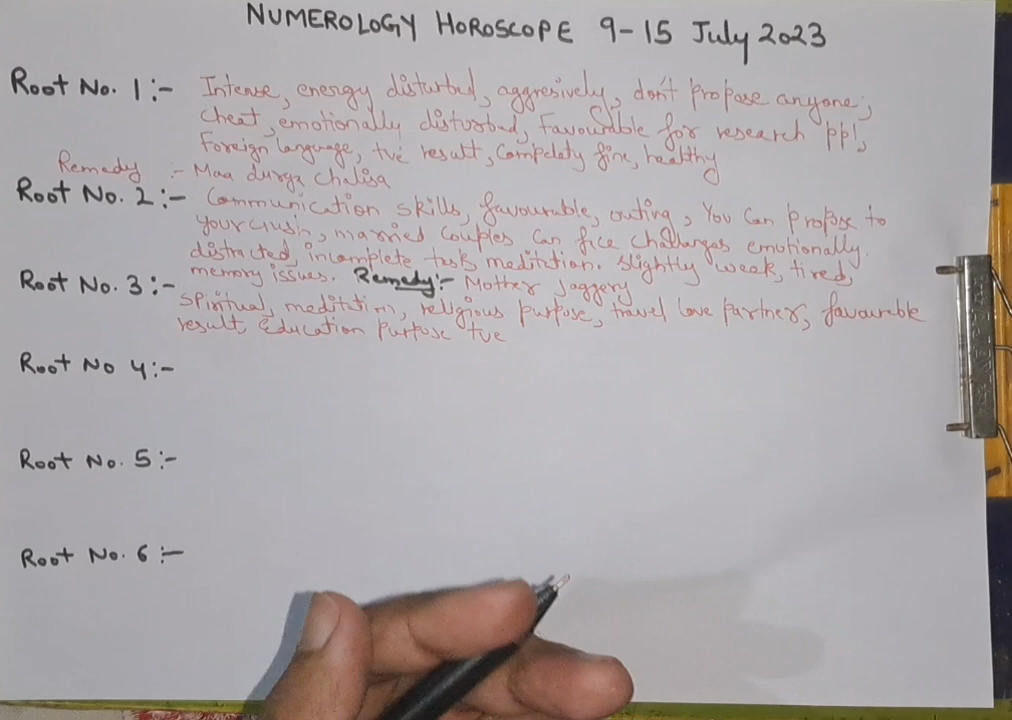 NUMEROLOGY HOROSCOPE 9-15 July 2023
Root No. 1 :- Intense, energy disturbed, aggresively, don't propose anyone,
cheat, emotionally disturbed, Favourable for research ppl,
Foreign language, +ve result, Completely fine, healthy
Remedy :- Maa durga Chalisa
Root No. 2 :- Communication skills, favourable, outing, You Can propose to
your crush, married Couples Can face challanges emotionally.
distracted, incomplete task meditation. slightly weak, tired,
memory issues. Remedy:- Mother jaggery
Root No. 3 :- Spiritual, meditation, religious purpose, travel love partner, favourable
result, Education purpose +ve
Root No 4 :-
Root No. 5 :-
Root No. 6 :-